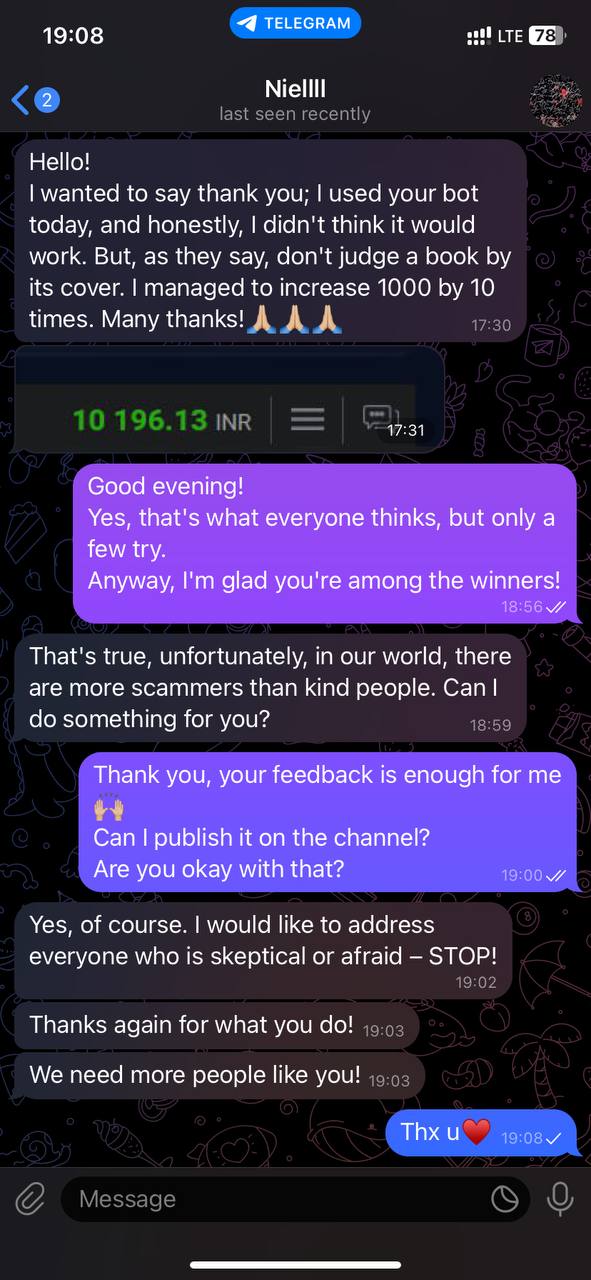 19:08
TELEGRAM
LTE 78
2
Niellll
last seen recently
Hello!
I wanted to say thank you; I used your bot
today, and honestly, I didn't think it would
work. But, as they say, don't judge a book by
its cover. I managed to increase 1000 by 10
times. Many thanks!🙏🏼🙏🏼🙏🏼 17:30
10 196.13 INR
17:31
Good evening!
Yes, that's what everyone thinks, but only a
few try.
Anyway, I'm glad you're among the winners!
18:56
That's true, unfortunately, in our world, there
are more scammers than kind people. Can I
do something for you? 18:59
Thank you, your feedback is enough for me
🙌🏼
Can I publish it on the channel?
Are you okay with that? 19:00
Yes, of course. I would like to address
everyone who is skeptical or afraid – STOP!
19:02
Thanks again for what you do! 19:03
We need more people like you! 19:03
Thx u♥️ 19:08
Message